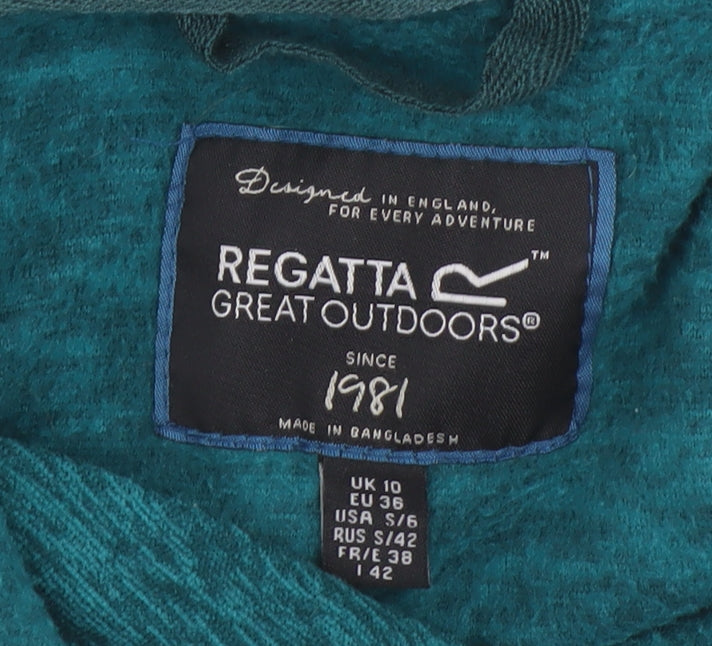 Designed IN ENGLAND,
FOR EVERY ADVENTURE
REGATTA ™
GREAT OUTDOORS®
SINCE
1981
MADE IN BANGLADESH
UK 10
EU 36
USA S/6
RUS S/42
FR/E 38
I 42